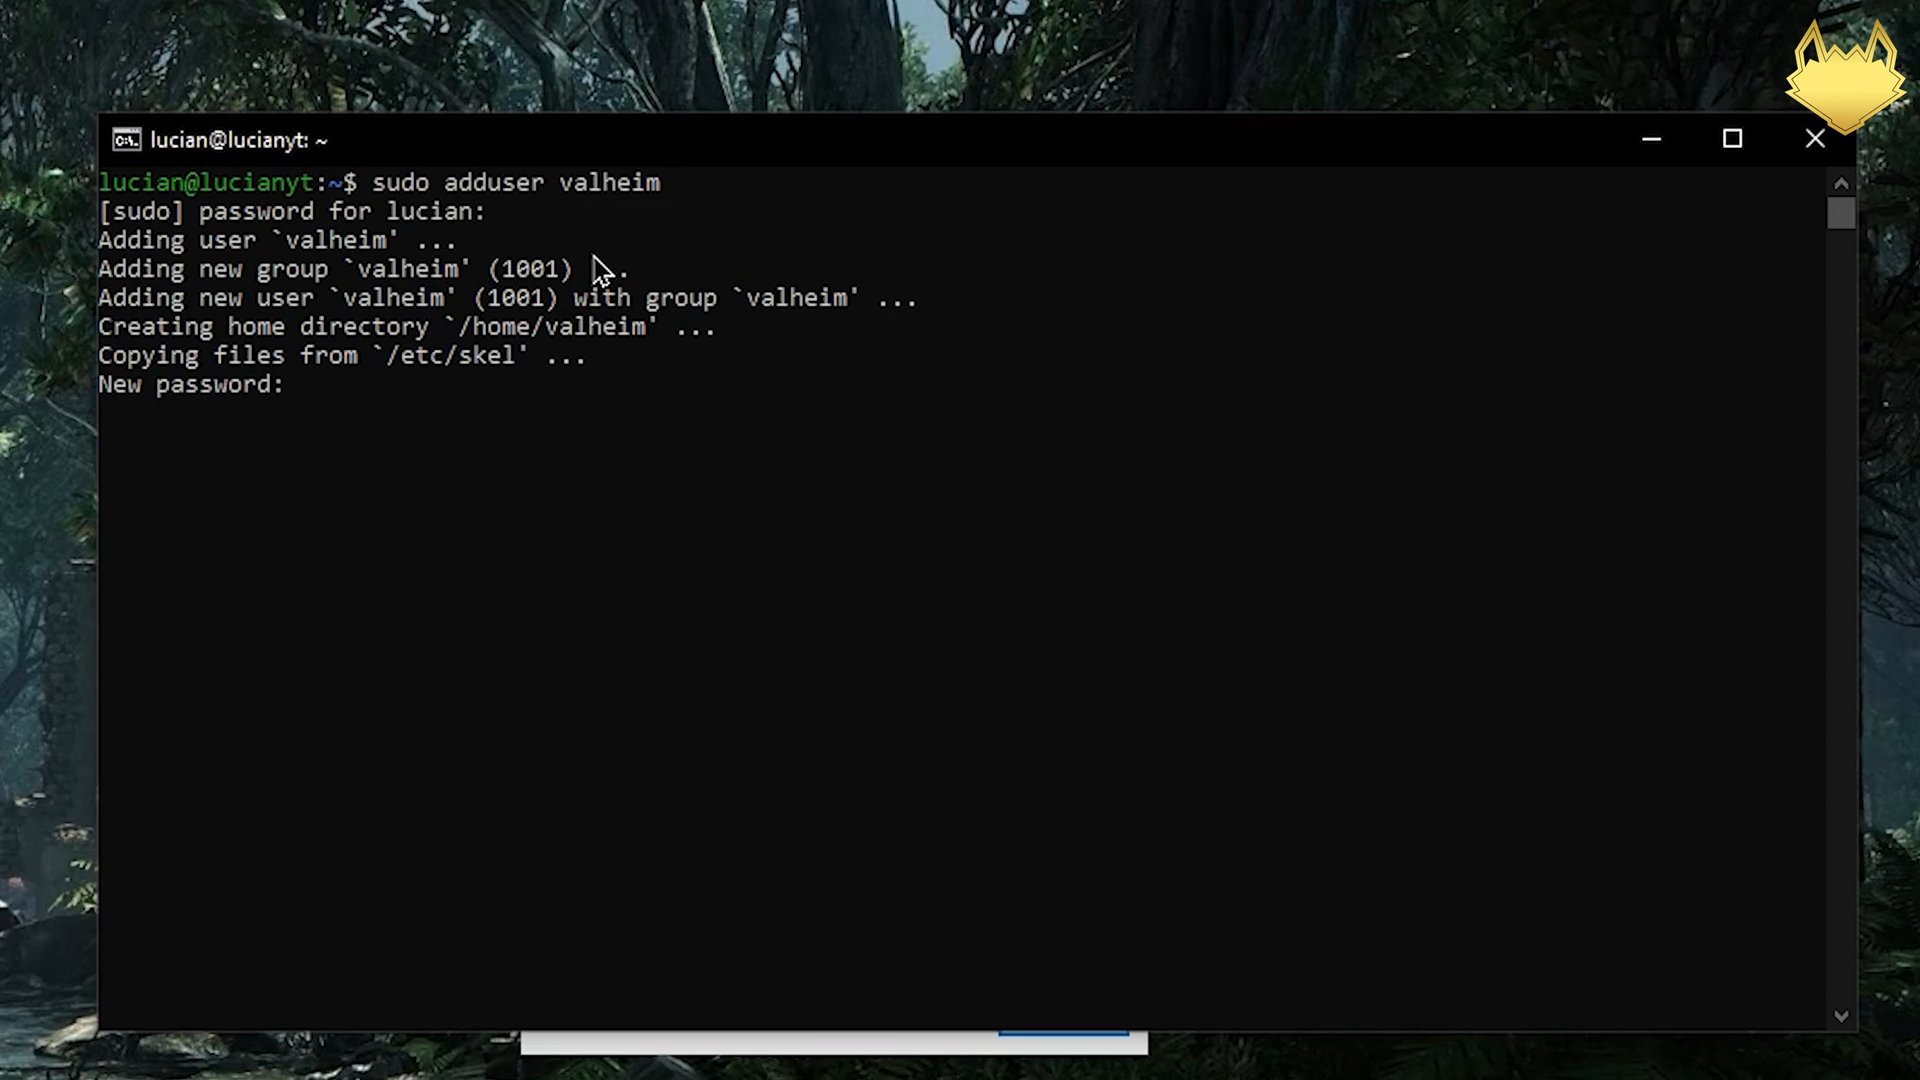 lucian@lucianyt: ~
lucian@lucianyt:~$ sudo adduser valheim
[sudo] password for lucian:
Adding user `valheim' ...
Adding new group `valheim' (1001) ...
Adding new user `valheim' (1001) with group `valheim' ...
Creating home directory `/home/valheim' ...
Copying files from `/etc/skel' ...
New password: